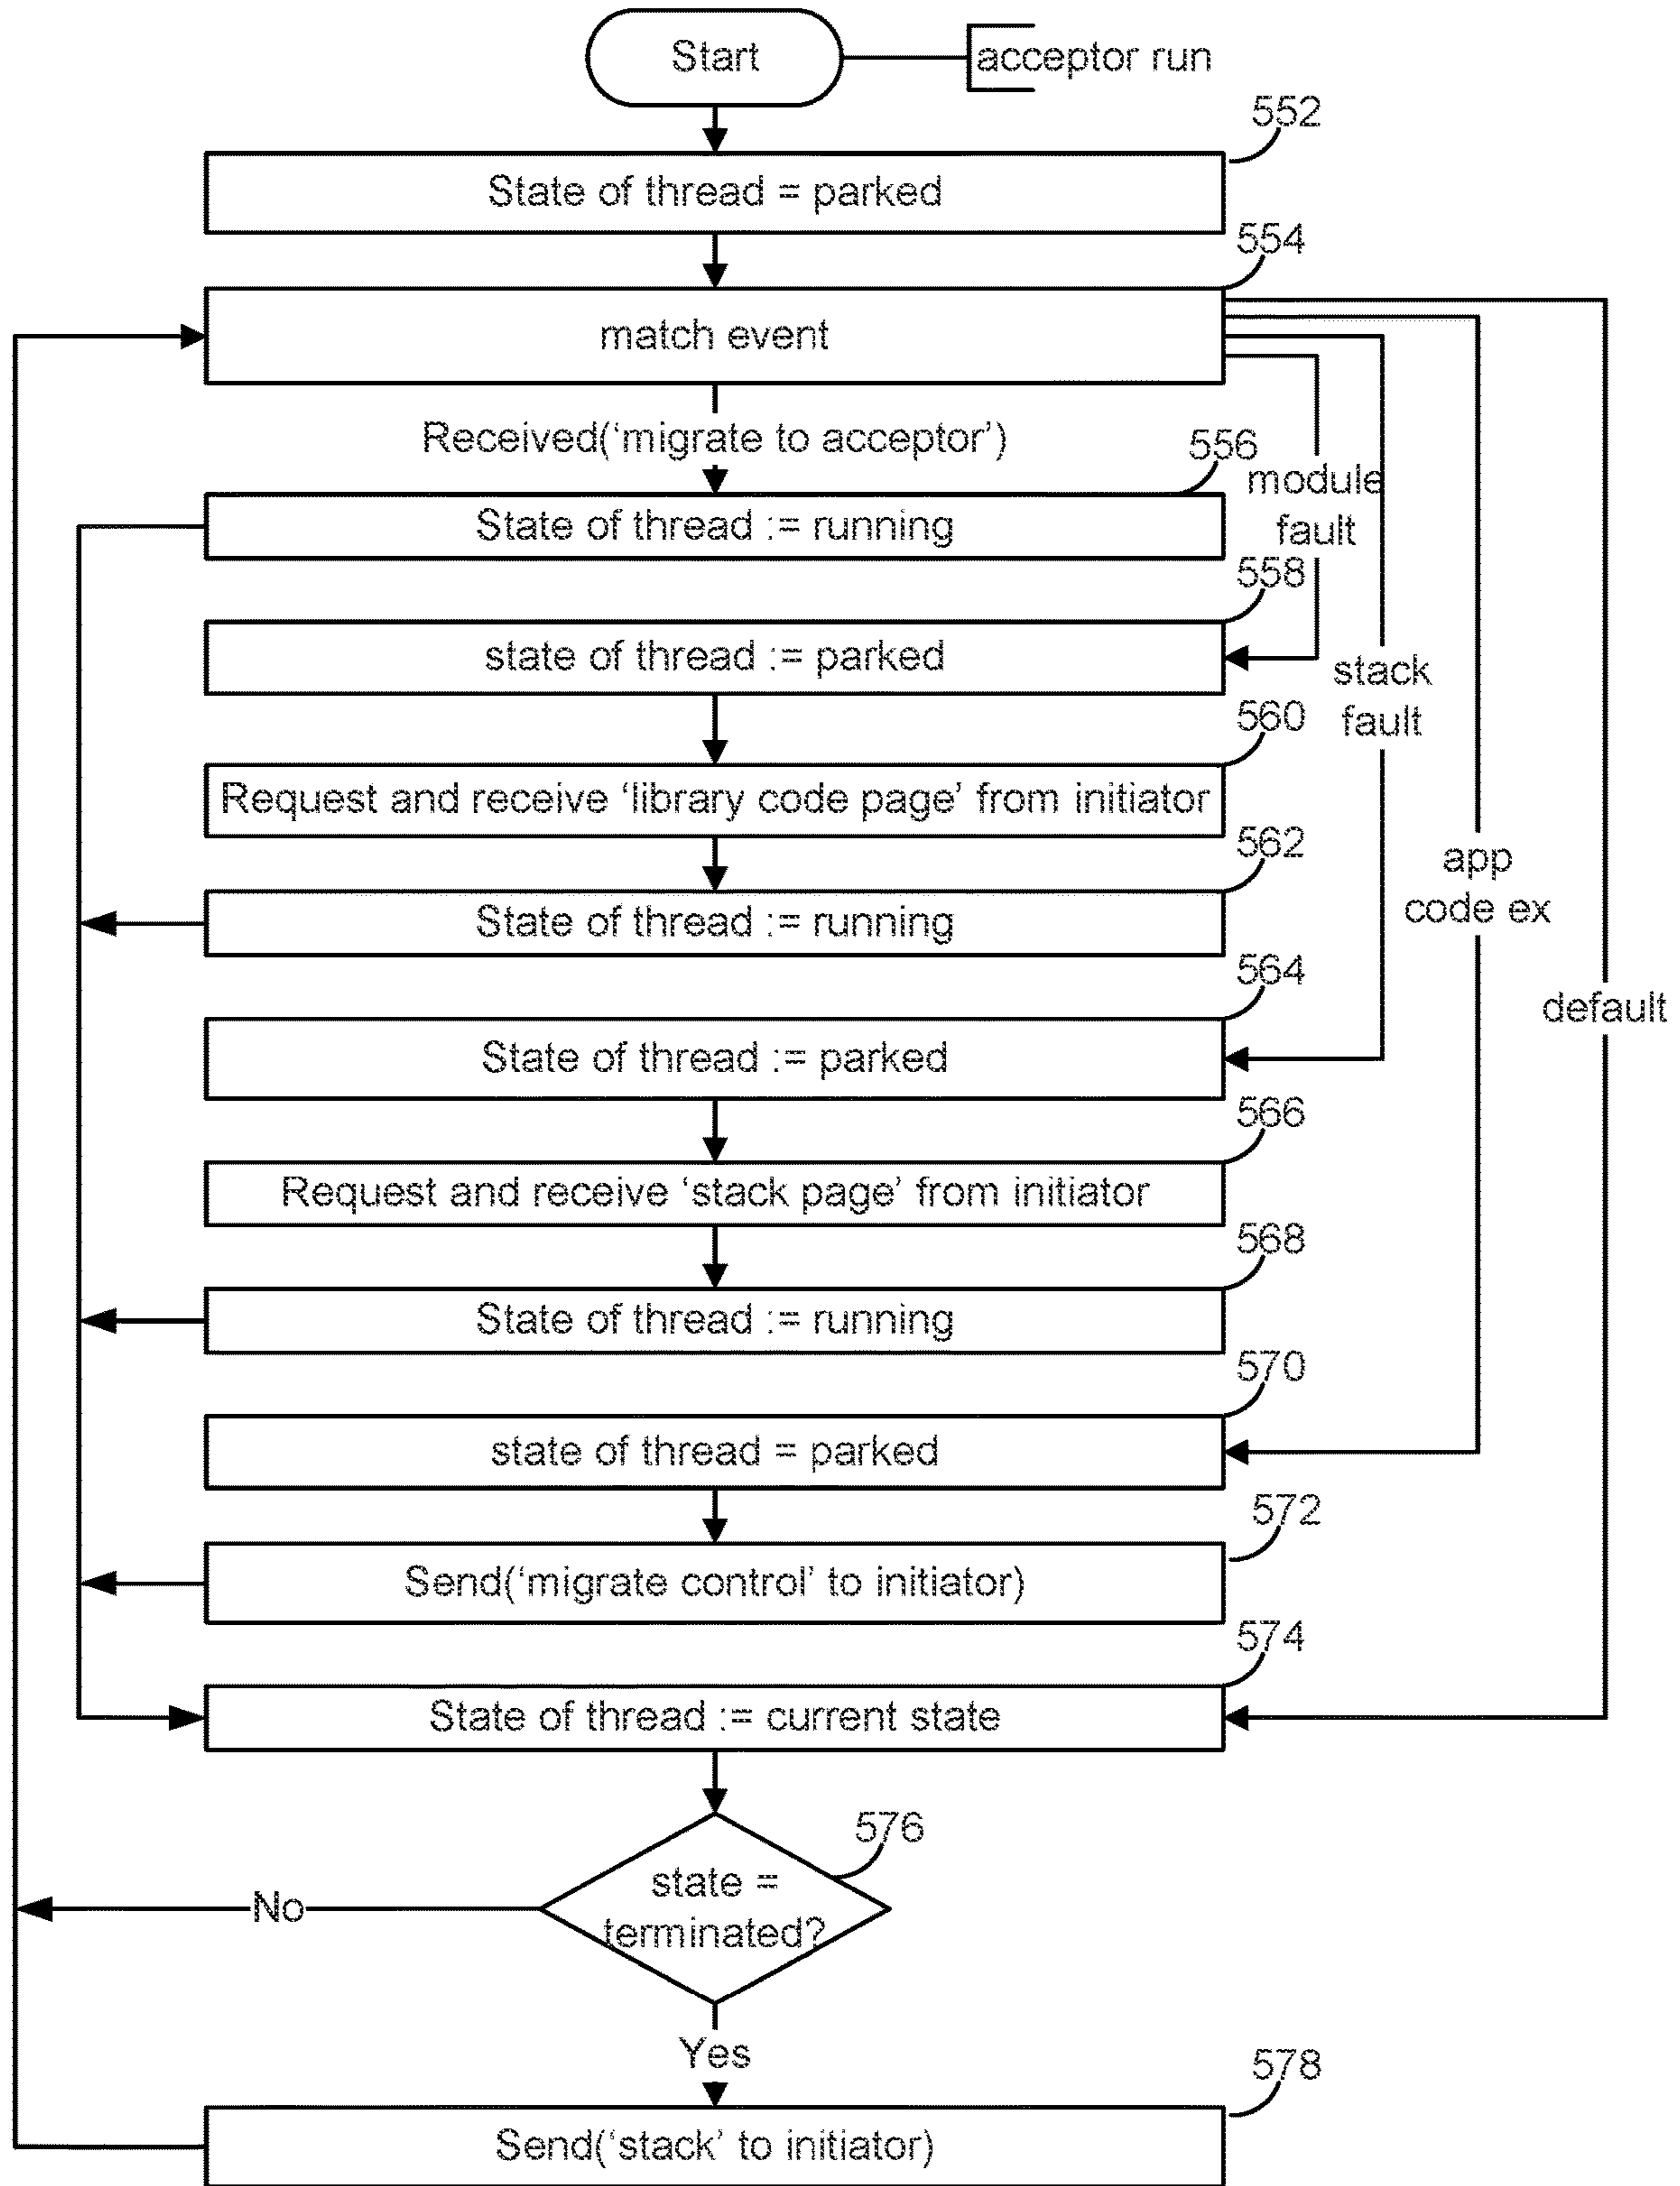 Start
acceptor run
552
State of thread = parked
554
match event
Received(‘migrate to acceptor’)
556
module
fault
State of thread := running
558
state of thread := parked
stack
fault
560
Request and receive ‘library code page’ from initiator
562
app
code ex
State of thread := running
564
default
State of thread := parked
566
Request and receive ‘stack page’ from initiator
568
State of thread := running
570
state of thread = parked
572
Send(‘migrate control’ to initiator)
574
State of thread := current state
576
state =
terminated?
No
Yes
578
Send(‘stack’ to initiator)